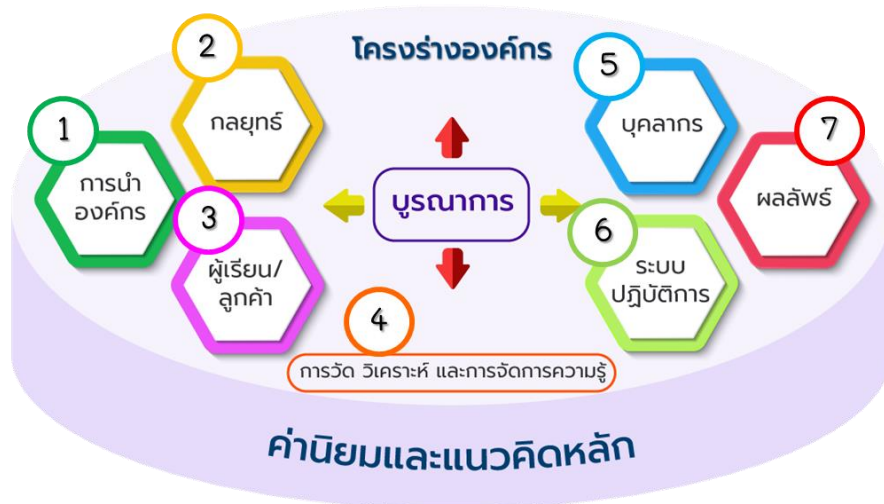 โครงร่างองค์กร
1
การนำ
องค์กร
2
กลยุทธ์
3
ผู้เรียน/
ลูกค้า
บูรณาการ
4
การวัด วิเคราะห์ และการจัดการความรู้
5
บุคลากร
6
ระบบ
ปฏิบัติการ
7
ผลลัพธ์
ค่านิยมและแนวคิดหลัก